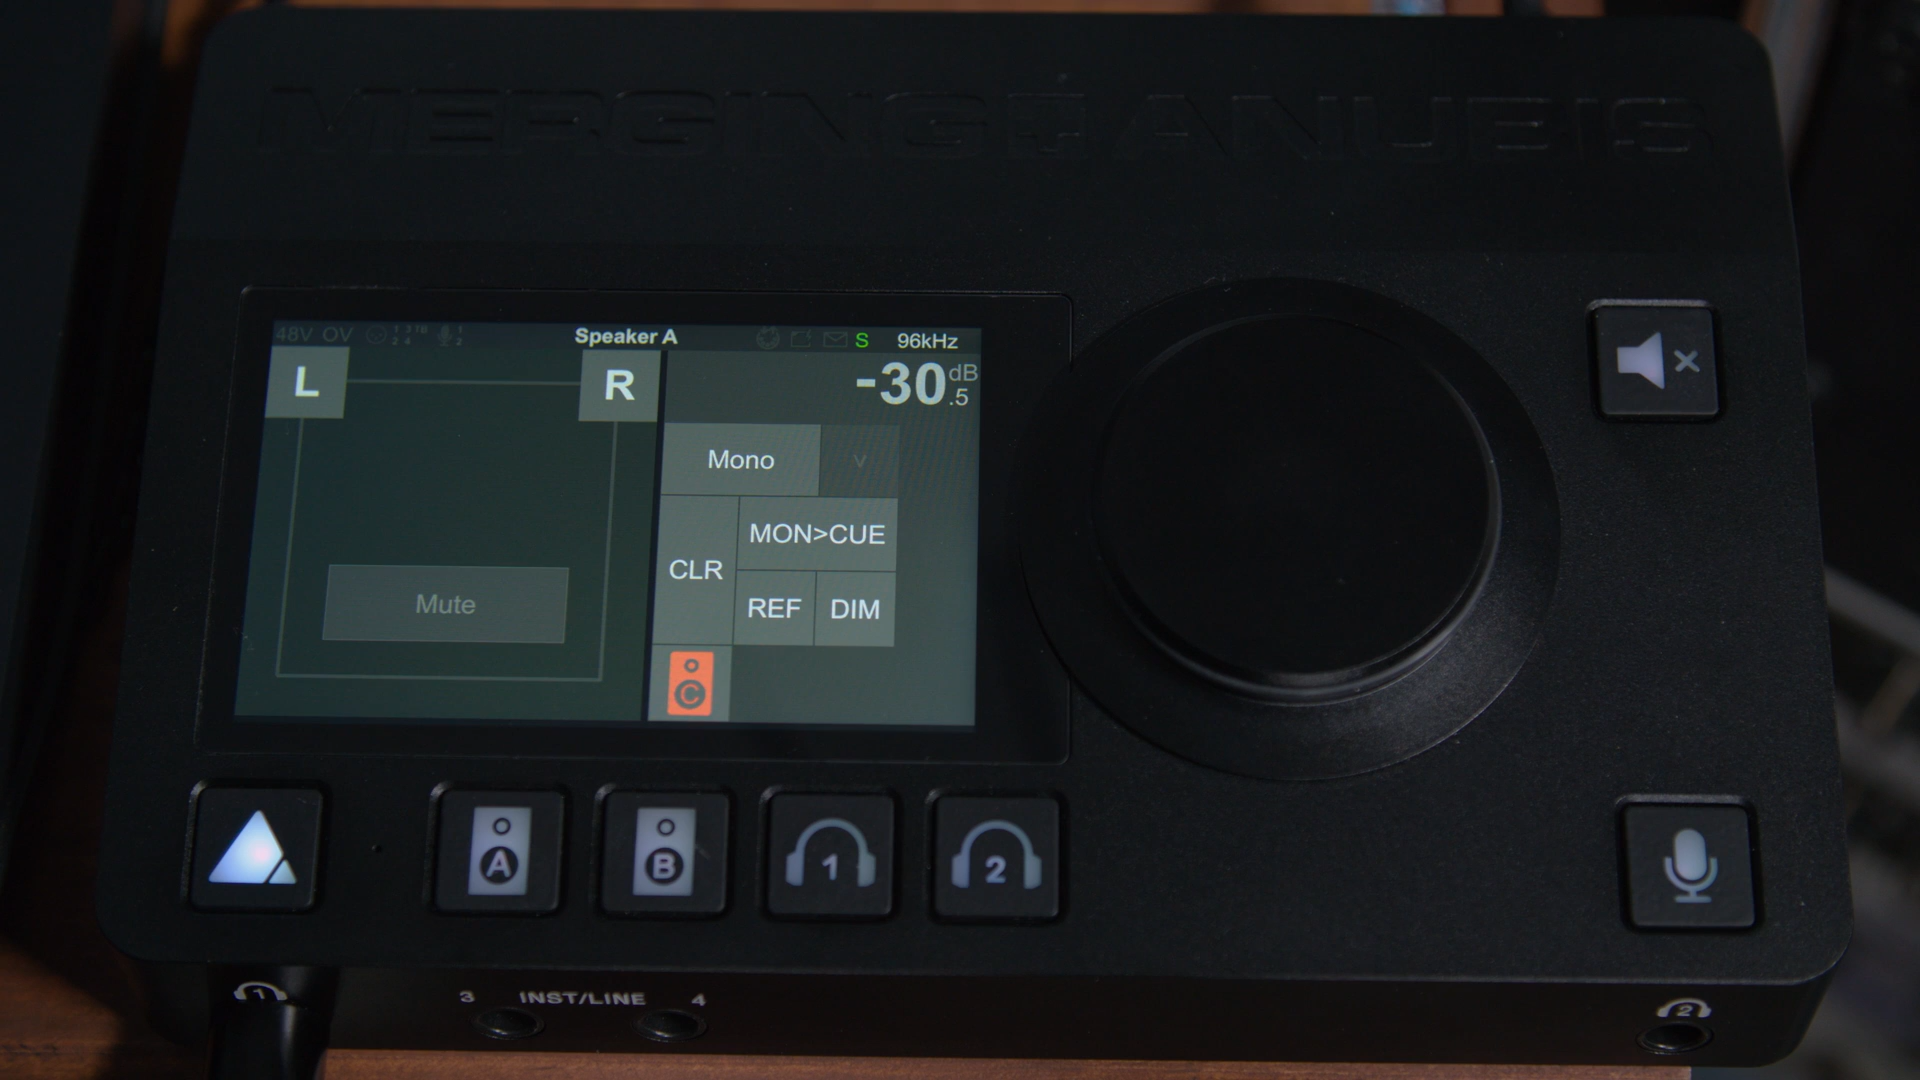 MERGING+ANUBIS
48V OV
Speaker A
S 96kHz
L R
-30.5 dB
Mono
MON>CUE
CLR
REF DIM
Mute
C
A B 1 2
1
3 INST/LINE 4
2